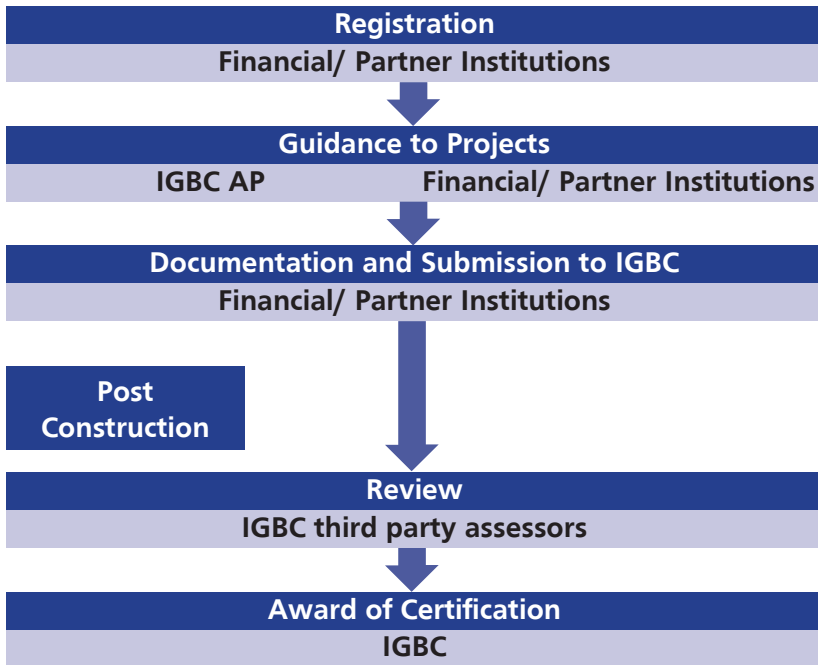 Registration
Financial/ Partner Institutions
Guidance to Projects
IGBC AP Financial/ Partner Institutions
Documentation and Submission to IGBC
Financial/ Partner Institutions
Post
Construction
Review
IGBC third party assessors
Award of Certification
IGBC